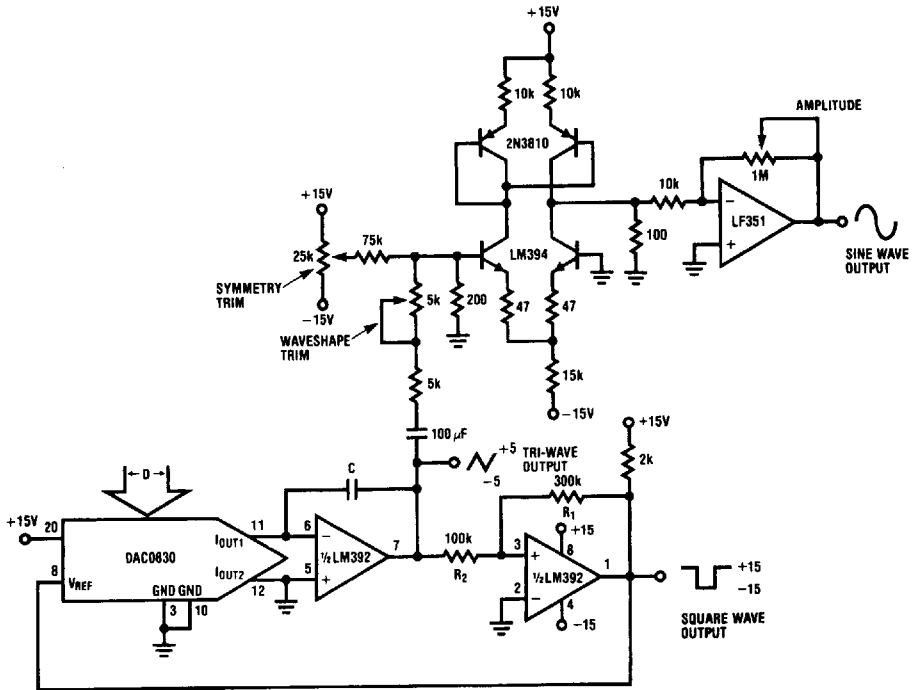 +15V
10k
10k
AMPLITUDE
2N3810
1M
10k
+15V
−
LF351
+
100
SINE WAVE
OUTPUT
75k
25k
LM394
SYMMETRY
TRIM
−15V
5k
200
47
47
WAVESHAPE
TRIM
5k
15k
−15V
+15V
100 µF
TRI-WAVE
OUTPUT
+5
−5
2k
D
C
300k
R1
+15V
20
11
6
−
+15
8
DAC0830
IOUT1
½ LM392
7
100k
R2
3
+
½ LM392
1
+15
−15
8
VREF
IOUT2
12
5
+
2
−
4
−15
GND GND
3
10
SQUARE WAVE
OUTPUT